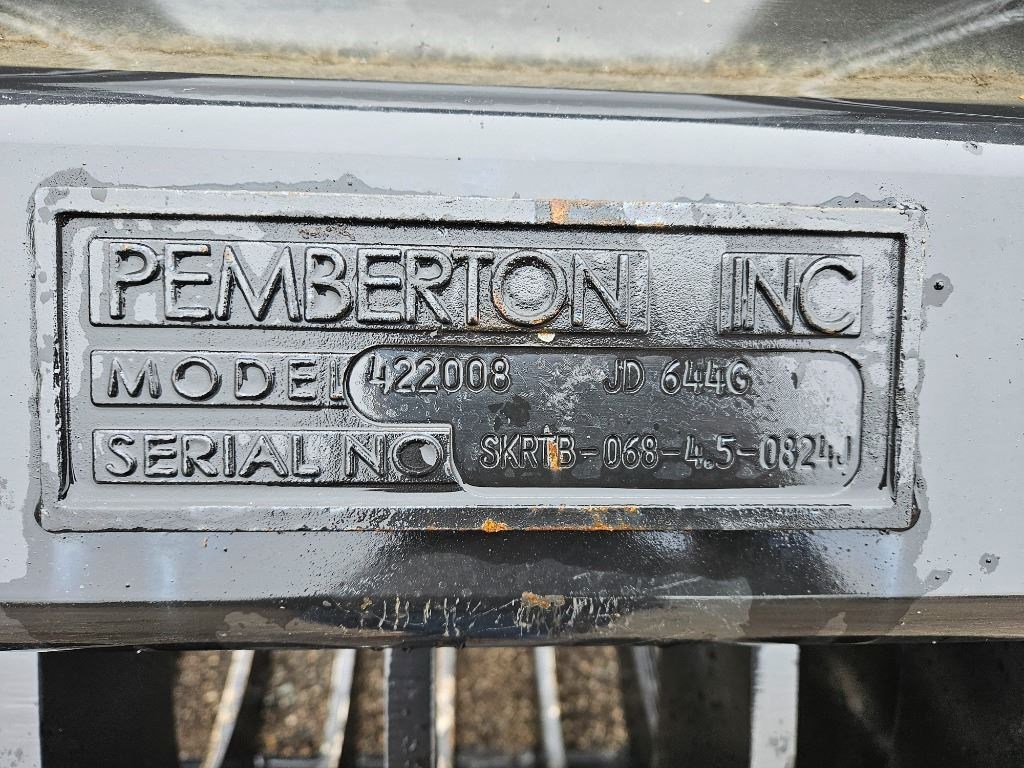 PEMBERTON INC
MODEL 422008 JD 644G
SERIAL NO SKRTB-068-4.5-0824J